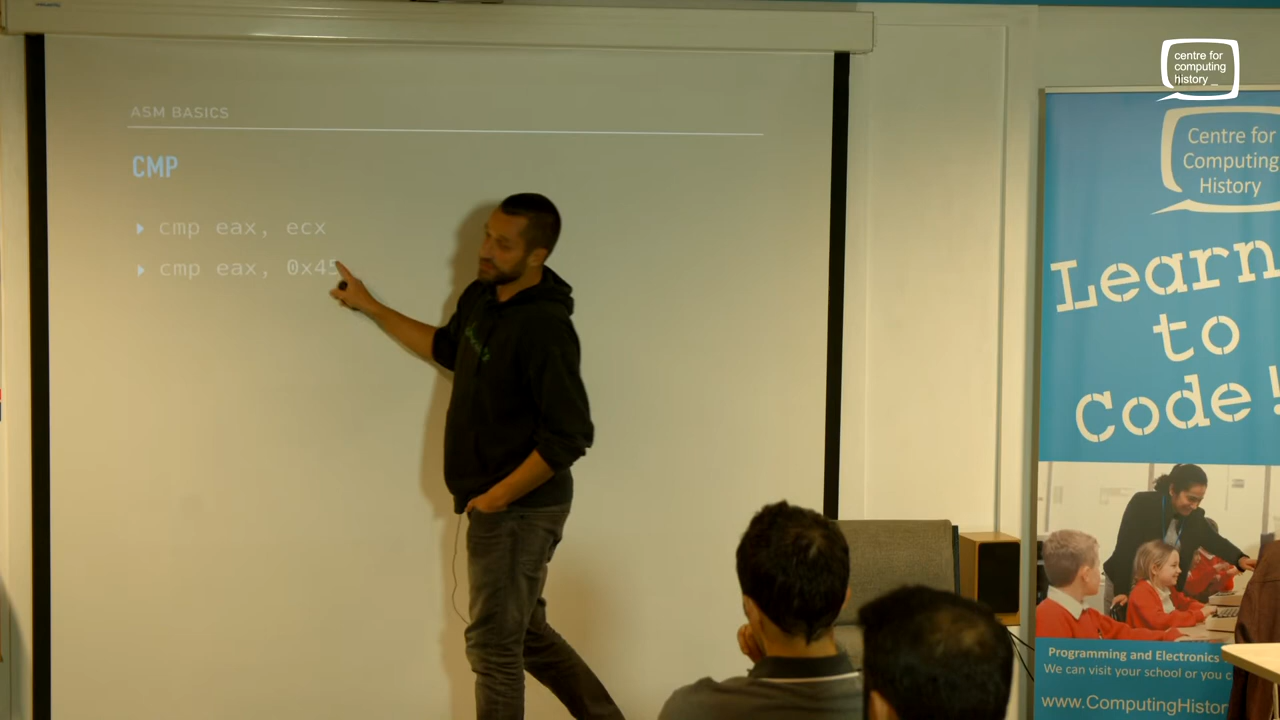 ASM BASICS
CMP
cmp eax, ecx
cmp eax, 0x45
centre for
computing
history _
Centre for
Computing
History
Learn
to
Code!
Programming and Electronics
We can visit your school or you c
www.ComputingHistor